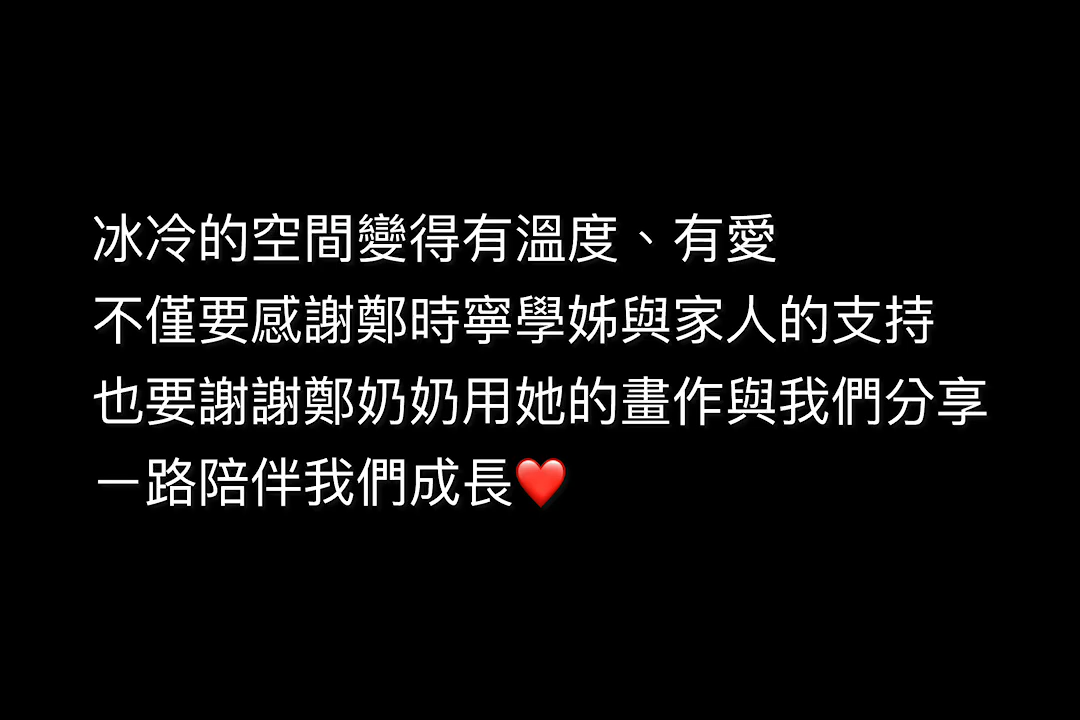 冰冷的空間變得有溫度、有愛
不僅要感謝鄭時寧學姊與家人的支持
也要謝謝鄭奶奶用她的畫作與我們分享
一路陪伴我們成長❤️